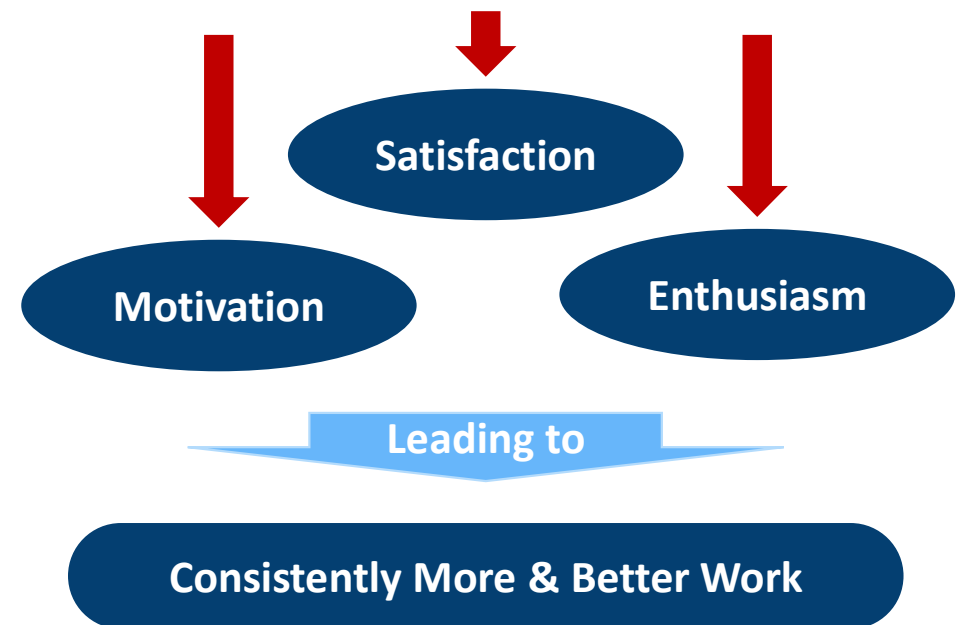 Satisfaction
Motivation
Enthusiasm
Leading to
Consistently More & Better Work